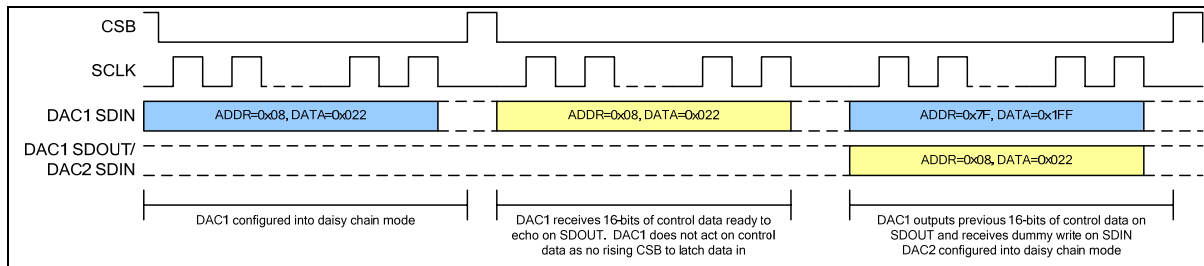 CSB
SCLK
DAC1 SDIN
ADDR=0x08, DATA=0x022
ADDR=0x08, DATA=0x022
ADDR=0x7F, DATA=0x1FF
DAC1 SDOUT/
DAC2 SDIN
ADDR=0x08, DATA=0x022
DAC1 configured into daisy chain mode
DAC1 receives 16-bits of control data ready to
echo on SDOUT. DAC1 does not act on control
data as no rising CSB to latch data in
DAC1 outputs previous 16-bits of control data on
SDOUT and receives dummy write on SDIN
DAC2 configured into daisy chain mode